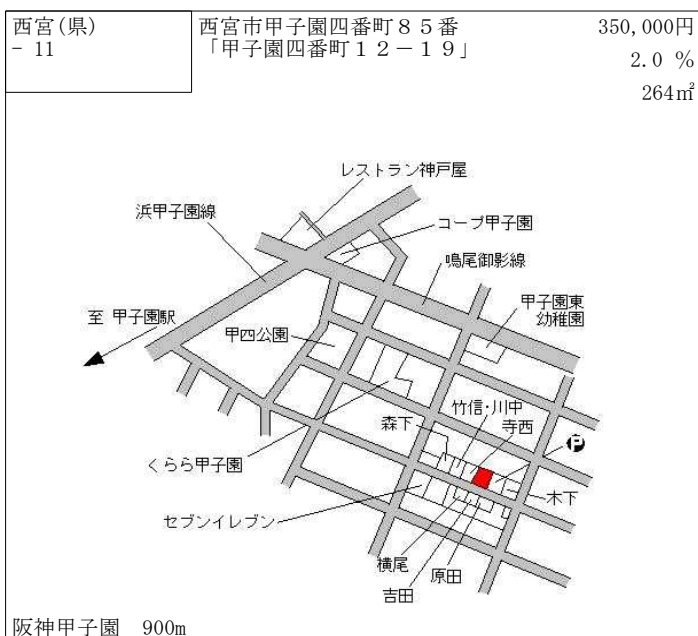 西宮(県)
- 11
西宮市甲子園四番町８５番
「甲子園四番町１２－１９」
350,000円
2.0 %
264㎡
レストラン神戸屋
浜甲子園線
コープ甲子園
鳴尾御影線
至 甲子園駅
甲子園東
幼稚園
甲四公園
竹信・川中
森下
寺西
P
くらら甲子園
木下
セブンイレブン
横尾
原田
吉田
阪神甲子園　900m